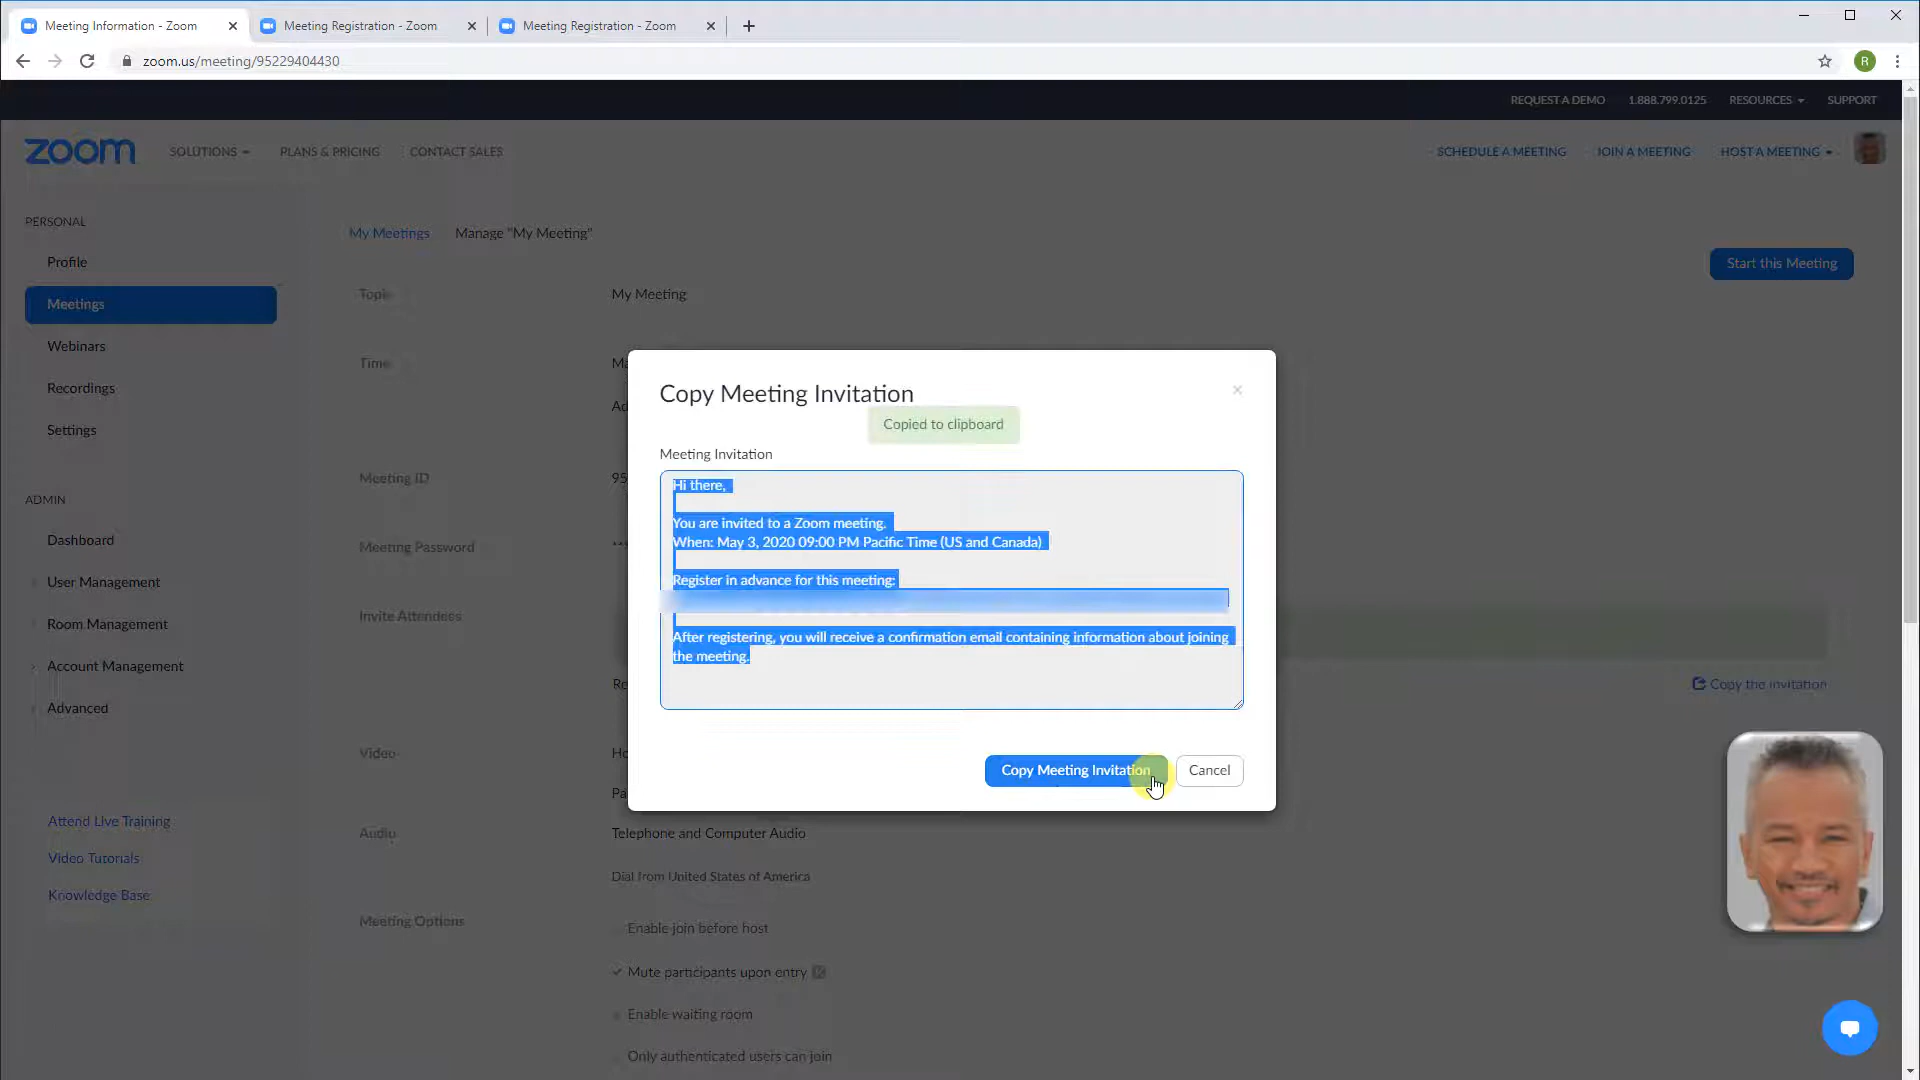 Meeting Information - Zoom
Meeting Registration - Zoom
Meeting Registration - Zoom
zoom.us/meeting/95229404430
R
REQUEST A DEMO
1.888.799.0125
RESOURCES
SUPPORT
zoom
SOLUTIONS
PLANS & PRICING
CONTACT SALES
SCHEDULE A MEETING
JOIN A MEETING
HOST A MEETING
PERSONAL
Profile
Meetings
Webinars
Recordings
Settings
ADMIN
Dashboard
User Management
Room Management
Account Management
Advanced
Attend Live Training
Video Tutorials
Knowledge Base
My Meetings
Manage "My Meeting"
Start this Meeting
Topic
My Meeting
Time
Meeting ID
Meeting Password
Invite Attendees
Copy the invitation
Video
Audio
Telephone and Computer Audio
Dial from United States of America
Meeting Options
Enable join before host
Mute participants upon entry
Enable waiting room
Only authenticated users can join
Copy Meeting Invitation
Copied to clipboard
Meeting Invitation
Hi there,
You are invited to a Zoom meeting.
When: May 3, 2020 09:00 PM Pacific Time (US and Canada)
Register in advance for this meeting:
After registering, you will receive a confirmation email containing information about joining
the meeting.
Copy Meeting Invitation
Cancel